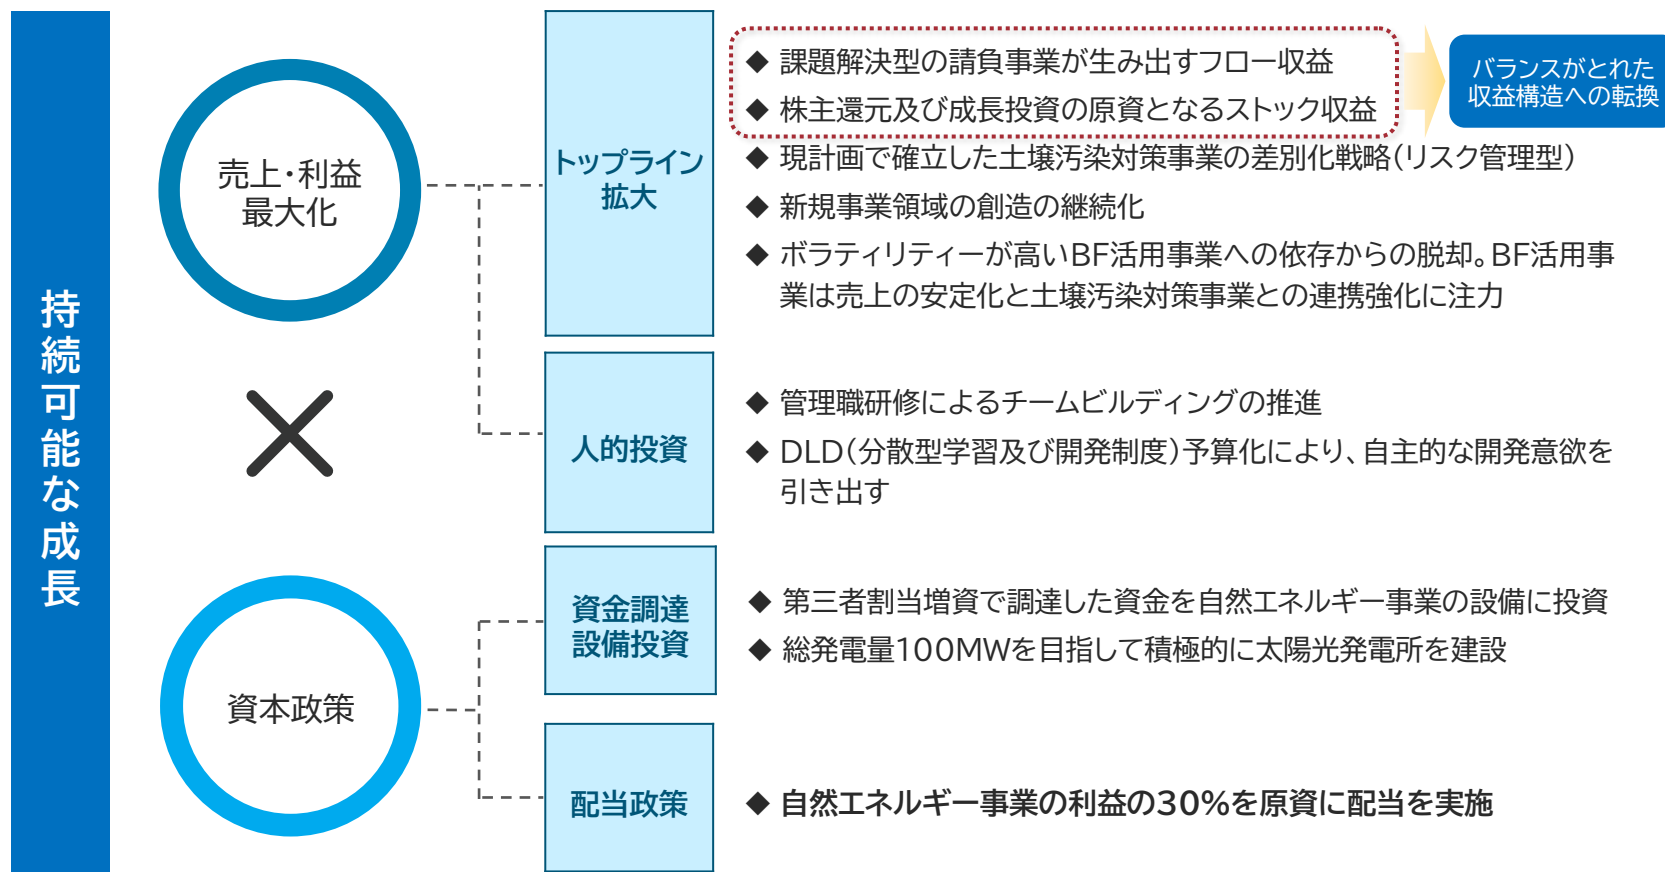 持続可能な成長
売上・利益
最大化
資本政策
トップライン
拡大
◆ 課題解決型の請負事業が生み出すフロー収益
◆ 株主還元及び成長投資の原資となるストック収益
バランスがとれた
収益構造への転換
◆ 現計画で確立した土壌汚染対策事業の差別化戦略(リスク管理型)
◆ 新規事業領域の創造の継続化
◆ ボラティリティーが高いBF活用事業への依存からの脱却。BF活用事
業は売上の安定化と土壌汚染対策事業との連携強化に注力
人的投資
◆ 管理職研修によるチームビルディングの推進
◆ DLD(分散型学習及び開発制度)予算化により、自主的な開発意欲を
引き出す
資金調達
設備投資
◆ 第三者割当増資で調達した資金を自然エネルギー事業の設備に投資
◆ 総発電量100MWを目指して積極的に太陽光発電所を建設
配当政策
◆ 自然エネルギー事業の利益の30%を原資に配当を実施